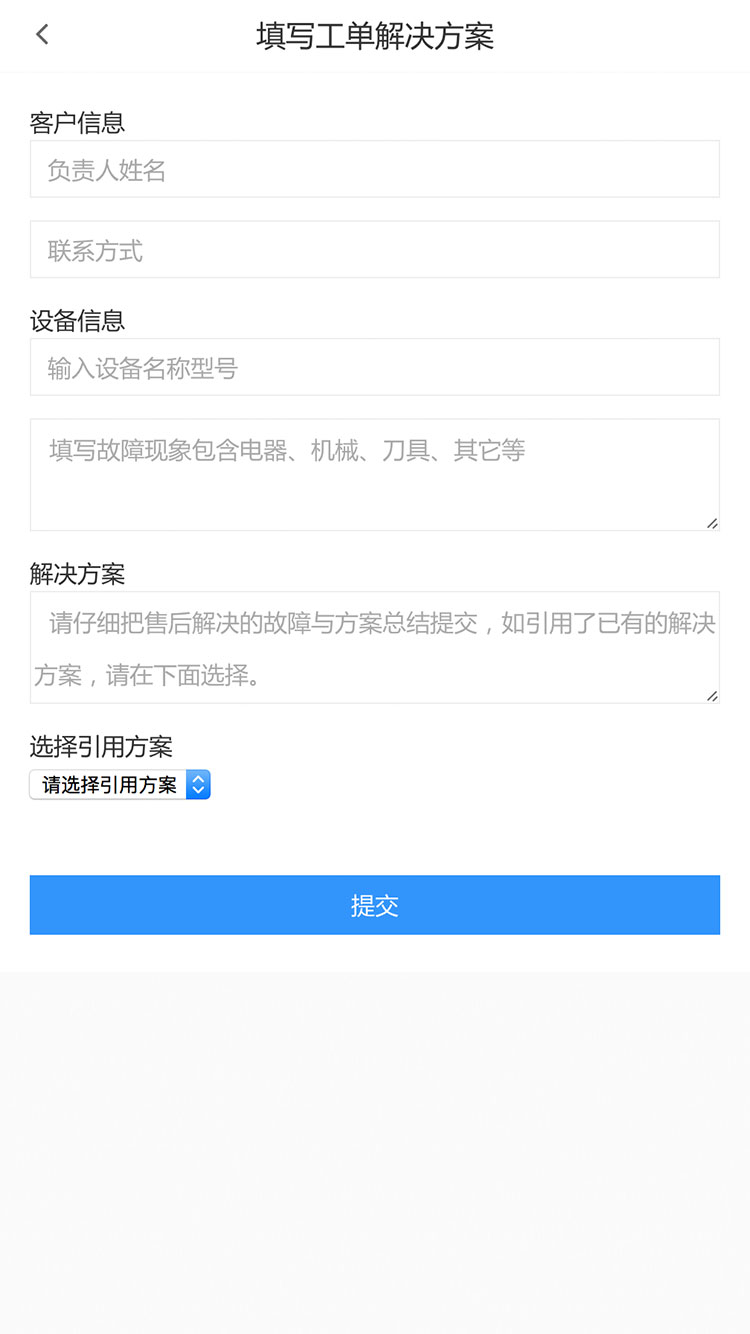 填写工单解决方案
客户信息
负责人姓名
联系方式
设备信息
输入设备名称型号
填写故障现象包含电器、机械、刀具、其它等
解决方案
请仔细把售后解决的故障与方案总结提交，如引用了已有的解决
方案，请在下面选择。
选择引用方案
请选择引用方案
提交